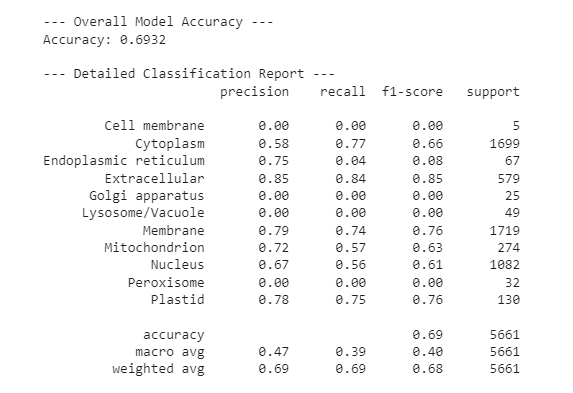 --- Overall Model Accuracy ---
Accuracy: 0.6932
--- Detailed Classification Report ---
precision recall f1-score support
Cell membrane 0.00 0.00 0.00 5
Cytoplasm 0.58 0.77 0.66 1699
Endoplasmic reticulum 0.75 0.04 0.08 67
Extracellular 0.85 0.84 0.85 579
Golgi apparatus 0.00 0.00 0.00 25
Lysosome/Vacuole 0.00 0.00 0.00 49
Membrane 0.79 0.74 0.76 1719
Mitochondrion 0.72 0.57 0.63 274
Nucleus 0.67 0.56 0.61 1082
Peroxisome 0.00 0.00 0.00 32
Plastid 0.78 0.75 0.76 130
accuracy 0.69 5661
macro avg 0.47 0.39 0.40 5661
weighted avg 0.69 0.69 0.68 5661